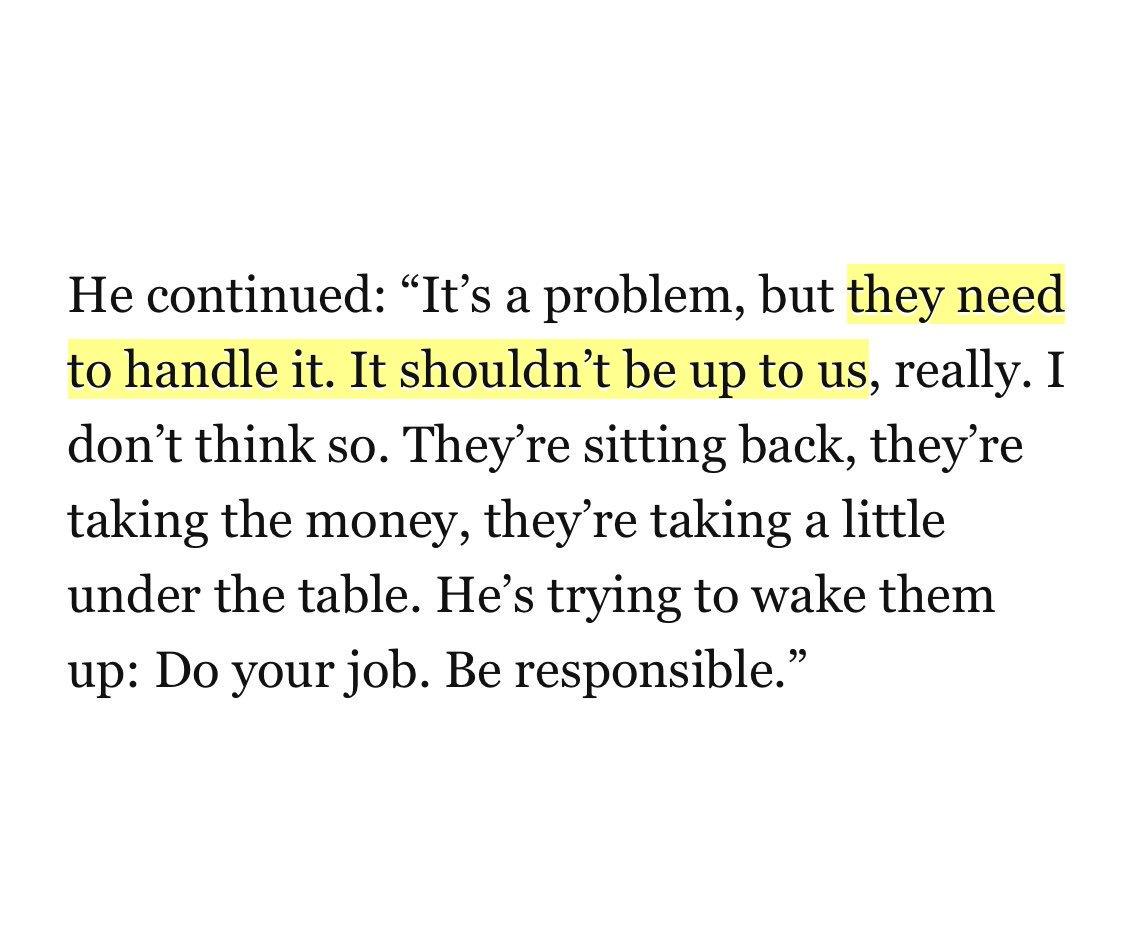 He continued: “It’s a problem, but they need
to handle it. It shouldn’t be up to us, really. I
don’t think so. They’re sitting back, they’re
taking the money, they’re taking a little
under the table. He’s trying to wake them
up: Do your job. Be responsible.”